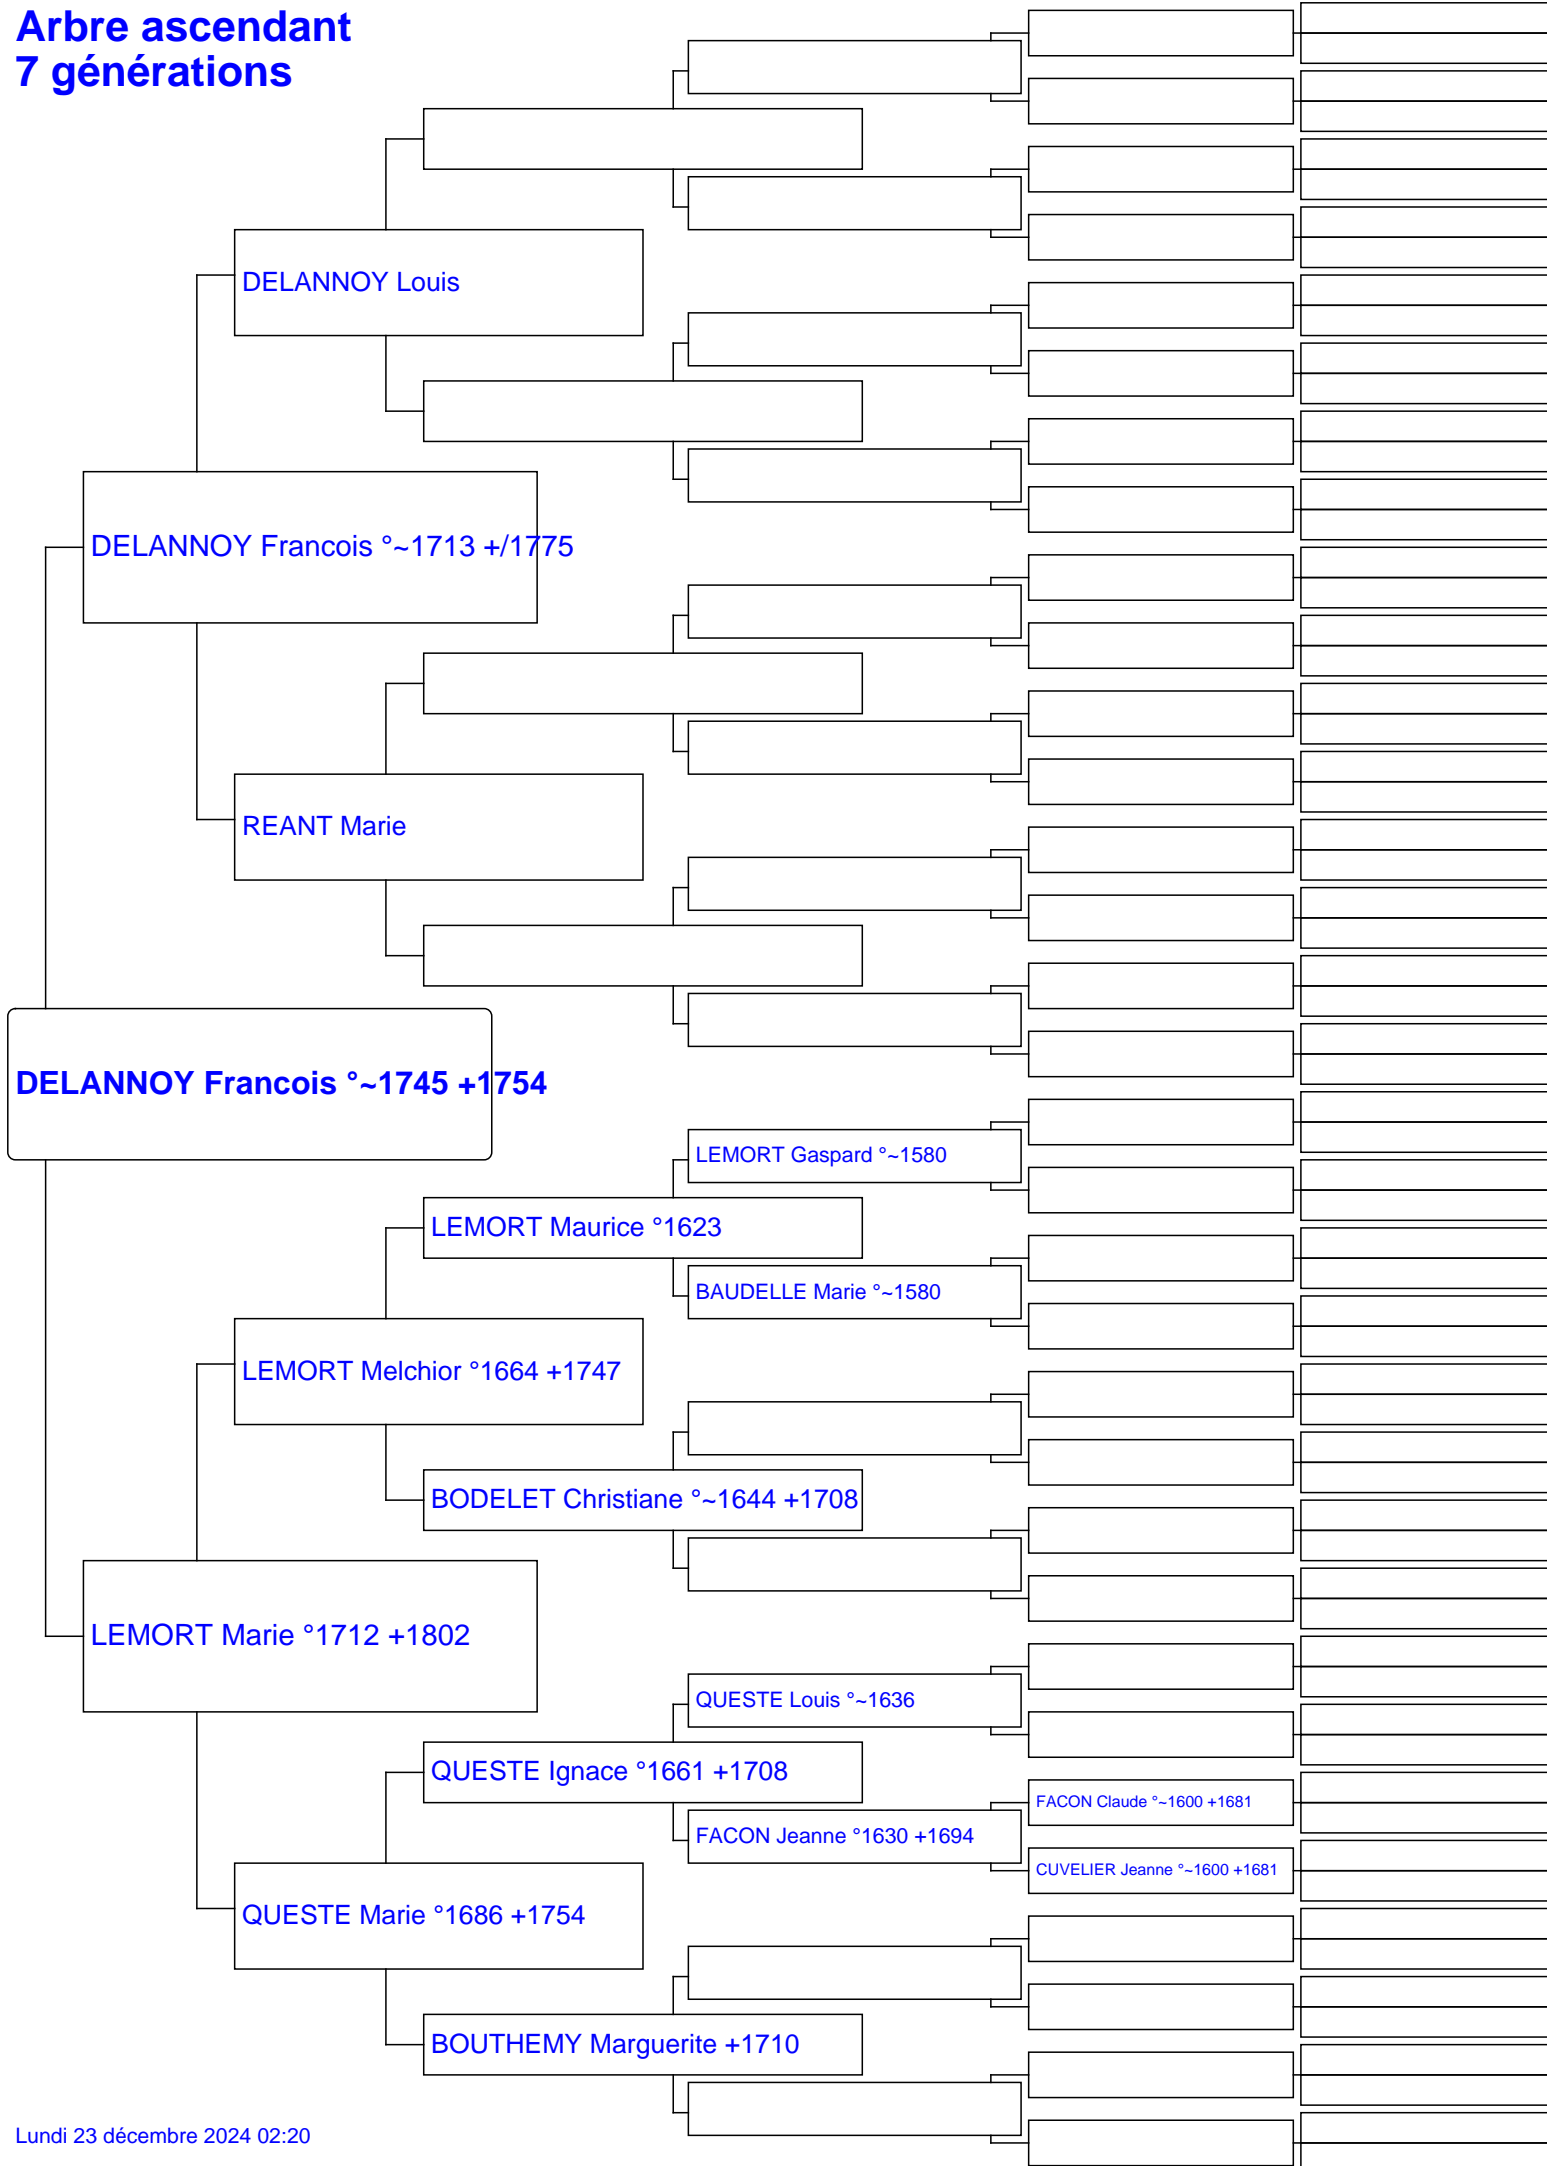 Arbre ascendant
7 générations
DELANNOY Louis
DELANNOY Francois °~1713 +/1775
REANT Marie
DELANNOY Francois °~1745 +1754
LEMORT Gaspard °~1580
LEMORT Maurice °1623
BAUDELLE Marie °~1580
LEMORT Melchior °1664 +1747
BODELET Christiane °~1644 +1708
LEMORT Marie °1712 +1802
QUESTE Louis °~1636
QUESTE Ignace °1661 +1708
FACON Claude °~1600 +1681
FACON Jeanne °1630 +1694
CUVELIER Jeanne °~1600 +1681
QUESTE Marie °1686 +1754
BOUTHEMY Marguerite +1710
Lundi 23 décembre 2024 02:20